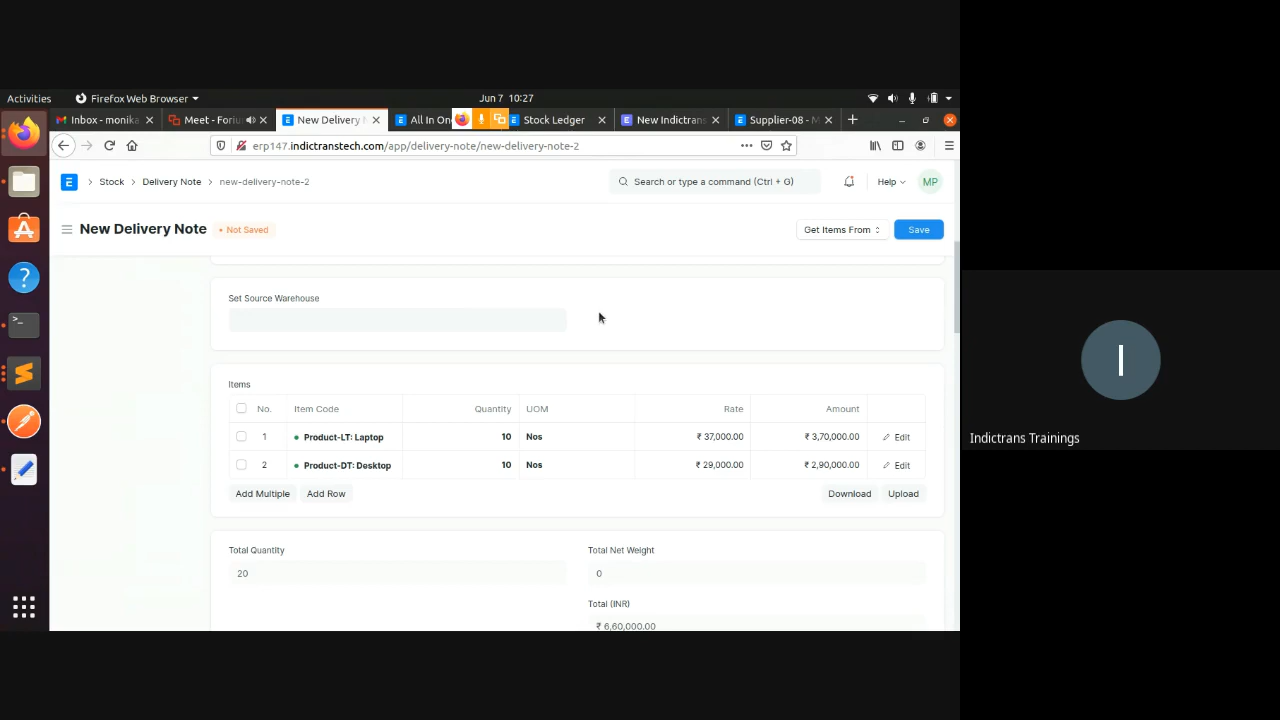 Activities Firefox Web Browser Jun 7 10:27
Inbox - monika Meet - Foriu New Delivery All In On Stock Ledger New Indictrans Supplier-08 - M
erp147.indictranstech.com/app/delivery-note/new-delivery-note-2
Stock Delivery Note new-delivery-note-2 Search or type a command (Ctrl + G) Help MP
New Delivery Note Not Saved Get Items From Save
Set Source Warehouse
Items
No. Item Code Quantity UOM Rate Amount
1 Product-LT: Laptop 10 Nos ₹ 37,000.00 ₹ 3,70,000.00 Edit
2 Product-DT: Desktop 10 Nos ₹ 29,000.00 ₹ 2,90,000.00 Edit
Add Multiple Add Row Download Upload
Total Quantity Total Net Weight
20 0
Total (INR)
₹ 6,60,000.00
I
Indictrans Trainings